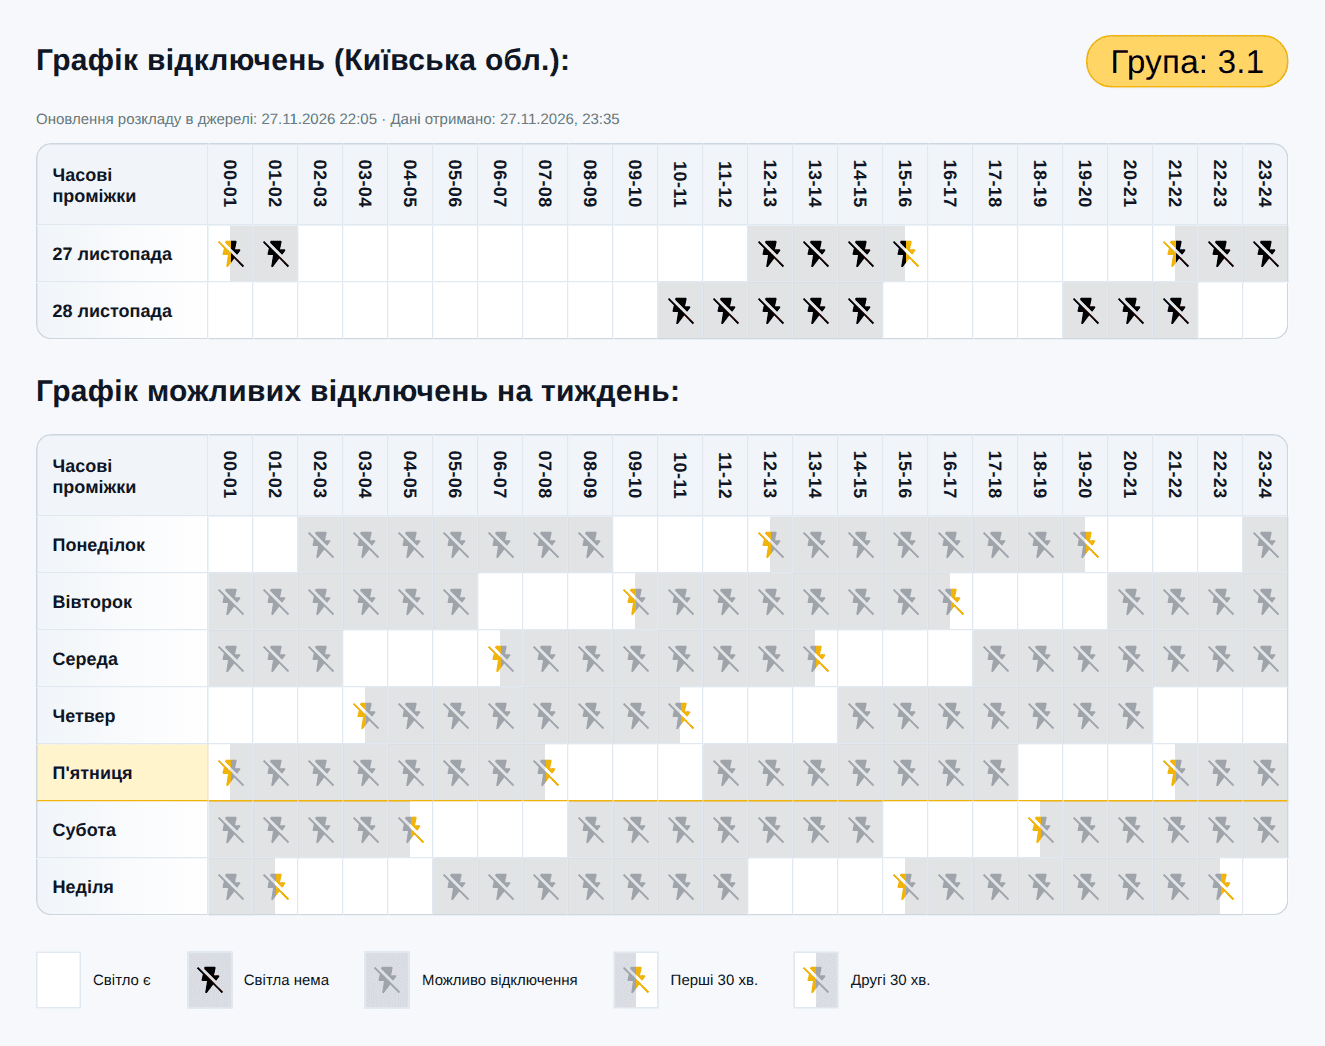 Графік відключень (Київська обл.):
Група: 3.1
Оновлення розкладу в джерелі: 27.11.2026 22:05 · Дані отримано: 27.11.2026, 23:35
Часові
проміжки
00-01 01-02 02-03 03-04 04-05 05-06 06-07 07-08 08-09 09-10 10-11 11-12 12-13 13-14 14-15 15-16 16-17 17-18 18-19 19-20 20-21 21-22 22-23 23-24
27 листопада
28 листопада
Графік можливих відключень на тиждень:
Часові
проміжки
00-01 01-02 02-03 03-04 04-05 05-06 06-07 07-08 08-09 09-10 10-11 11-12 12-13 13-14 14-15 15-16 16-17 17-18 18-19 19-20 20-21 21-22 22-23 23-24
Понеділок
Вівторок
Середа
Четвер
П'ятниця
Субота
Неділя
Світло є
Світла нема
Можливо відключення
Перші 30 хв.
Другі 30 хв.